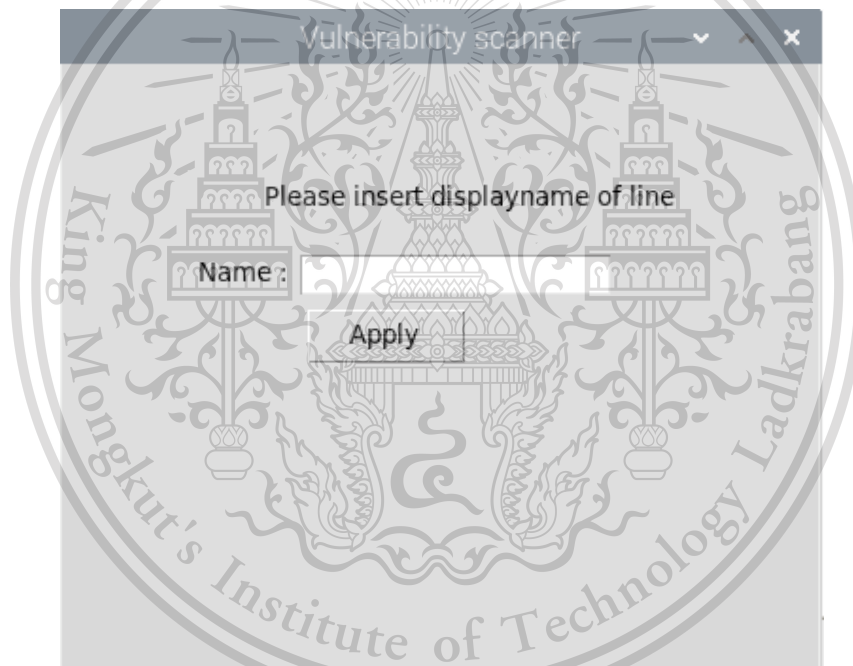 Vulnerability scanner
Please insert displayname of line
Name :
Apply
King Mongkut's Institute of Technology Ladkrabang